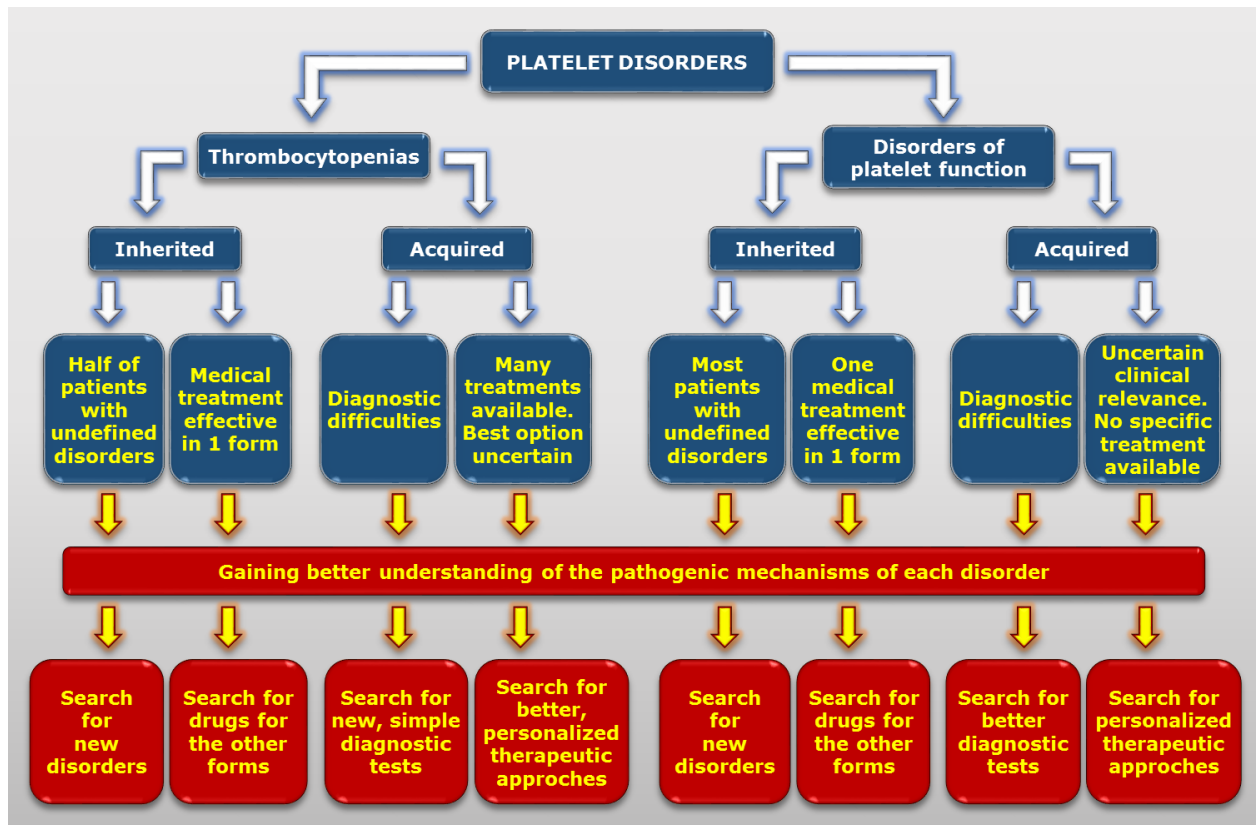 PLATELET DISORDERS
Thrombocytopenias
Disorders of
platelet function
Inherited
Acquired
Inherited
Acquired
Half of
patients
with
undefined
disorders
Medical
treatment
effective
in 1 form
Diagnostic
difficulties
Many
treatments
available.
Best option
uncertain
Most
patients
with
undefined
disorders
One
medical
treatment
effective
in 1 form
Diagnostic
difficulties
Uncertain
clinical
relevance.
No specific
treatment
available
Gaining better understanding of the pathogenic mechanisms of each disorder
Search
for
new
disorders
Search for
drugs for
the other
forms
Search for
new, simple
diagnostic
tests
Search for
better,
personalized
therapeutic
approches
Search
for
new
disorders
Search for
drugs for
the other
forms
Search for
better
diagnostic
tests
Search for
personalized
therapeutic
approches